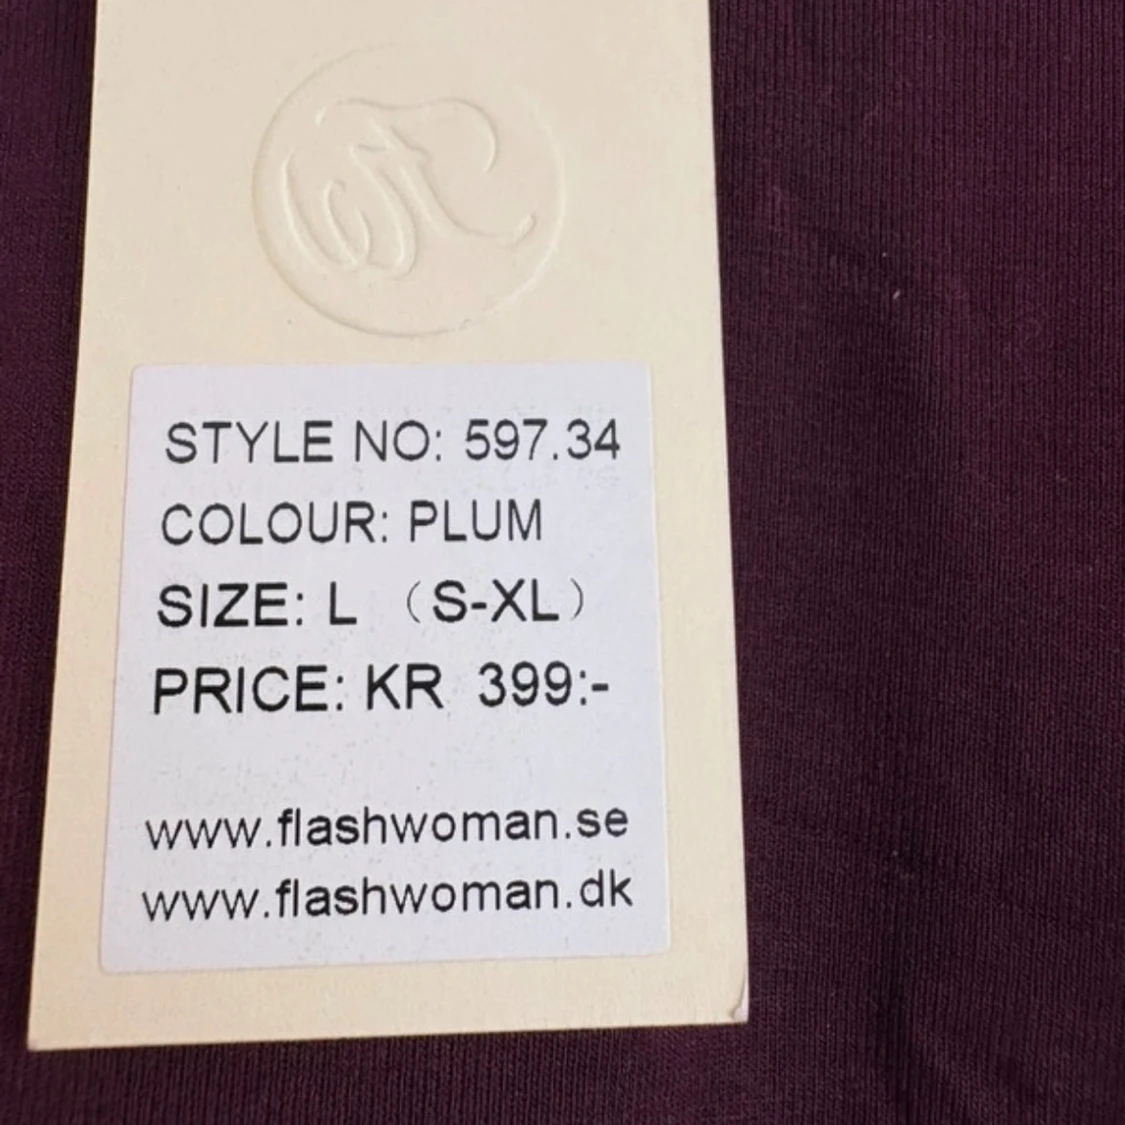 STYLE NO: 597.34
COLOUR: PLUM
SIZE: L （S-XL）
PRICE: KR 399:-
www.flashwoman.se
www.flashwoman.dk